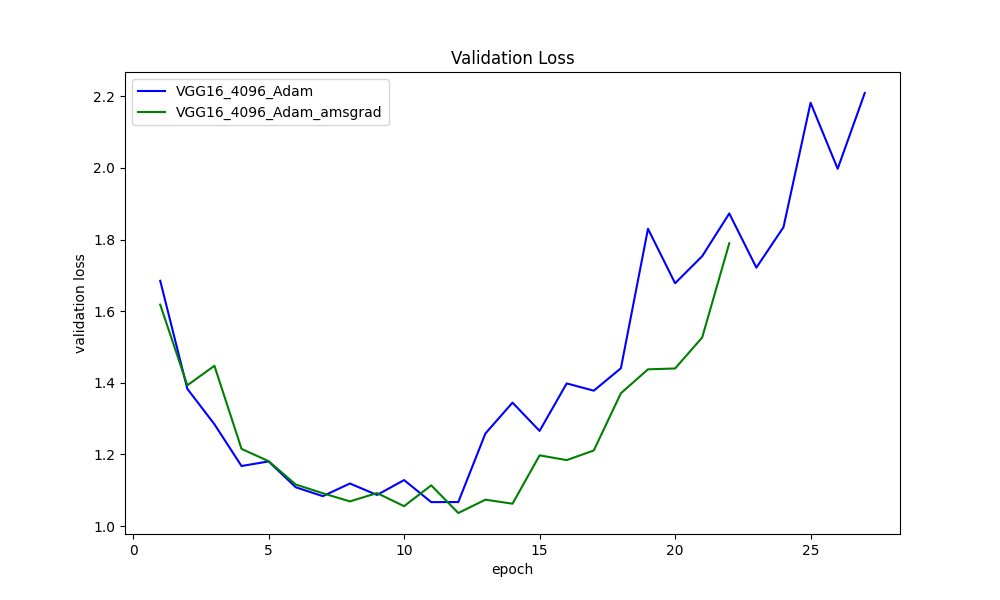 Validation Loss
VGG16_4096_Adam
VGG16_4096_Adam_amsgrad
validation loss
2.2
2.0
1.8
1.6
1.4
1.2
1.0
0 5 10 15 20 25
epoch